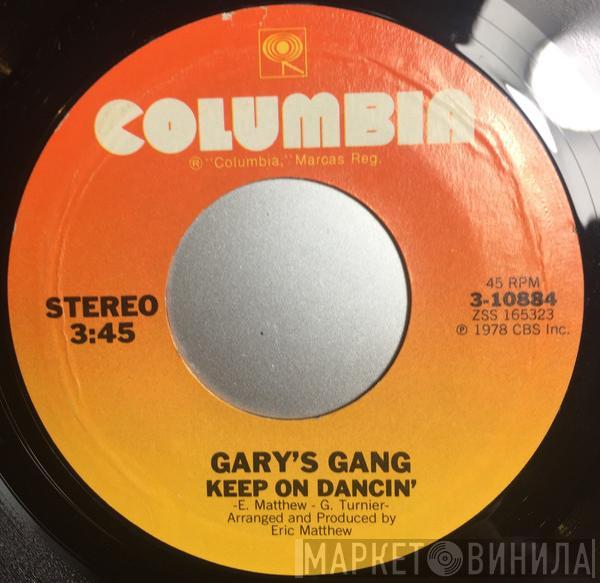 COLUMBIA
® "Columbia," Marcas Reg.
STEREO
3:45
45 RPM
3-10884
ZSS 165323
℗ 1978 CBS Inc.
GARY'S GANG
KEEP ON DANCIN'
-E. Matthew - G. Turnier-
Arranged and Produced by
Eric Matthew
МАРКЕТ ВИНИЛА